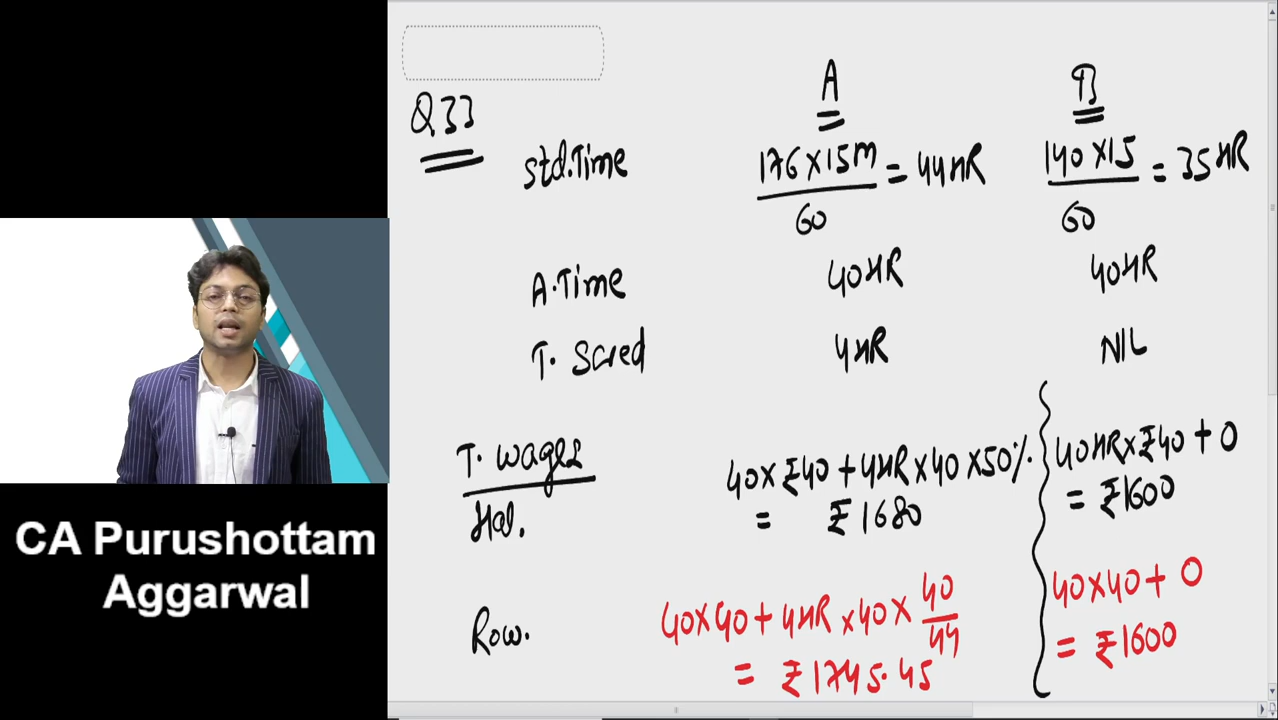 Q33
A B
std.Time 176×15m/60 = 44HR 140×15/60 = 35HR
A.Time 40HR 40HR
T. Saved 4HR NIL
T. wages
Hal. 40×₹40 + 4HR×40×50% 40HR×₹40 + 0
= ₹1680 = ₹1600
Row. 40×40 + 4HR×40×40/44 40×40 + 0
= ₹1745.45 = ₹1600
CA Purushottam
Aggarwal